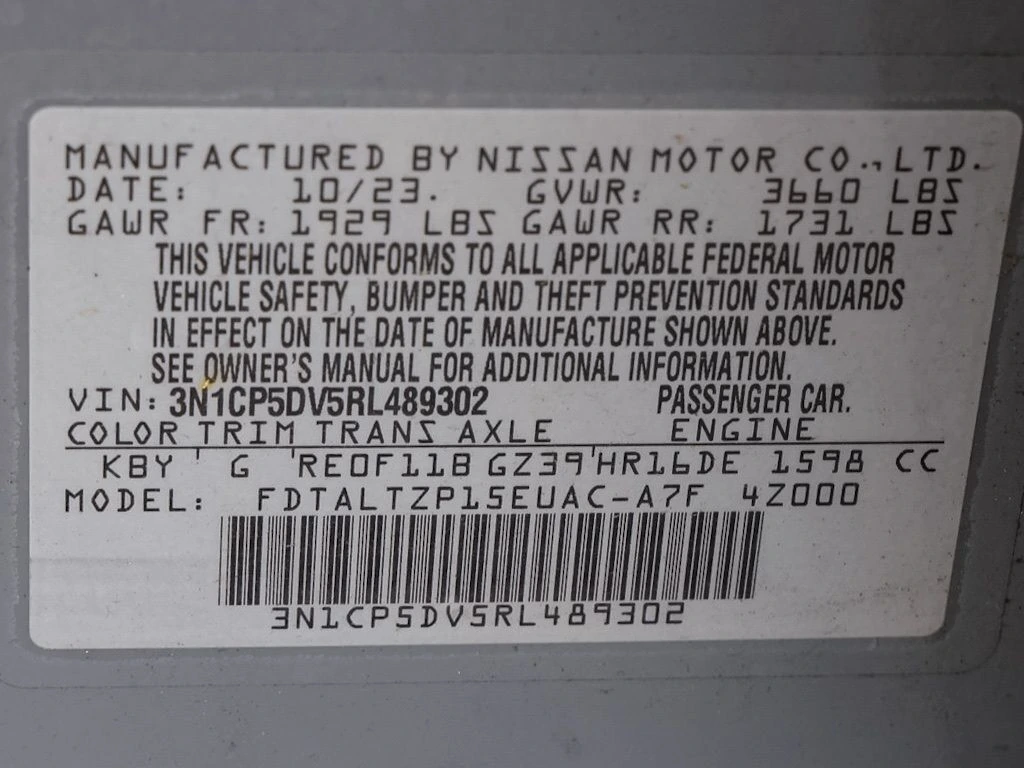 MANUFACTURED BY NISSAN MOTOR CO., LTD.
DATE: 10/23. GVWR: 3660 LBS
GAWR FR: 1929 LBS GAWR RR: 1731 LBS
THIS VEHICLE CONFORMS TO ALL APPLICABLE FEDERAL MOTOR
VEHICLE SAFETY, BUMPER AND THEFT PREVENTION STANDARDS
IN EFFECT ON THE DATE OF MANUFACTURE SHOWN ABOVE.
SEE OWNER'S MANUAL FOR ADDITIONAL INFORMATION.
VIN: 3N1CP5DV5RL489302 PASSENGER CAR.
COLOR TRIM TRANS AXLE ENGINE
KBY ' G 'RE0F11B GZ39'HR16DE 1598 CC
MODEL: FDTALTZP15EUAC-A7F 4Z000
3N1CP5DV5RL489302